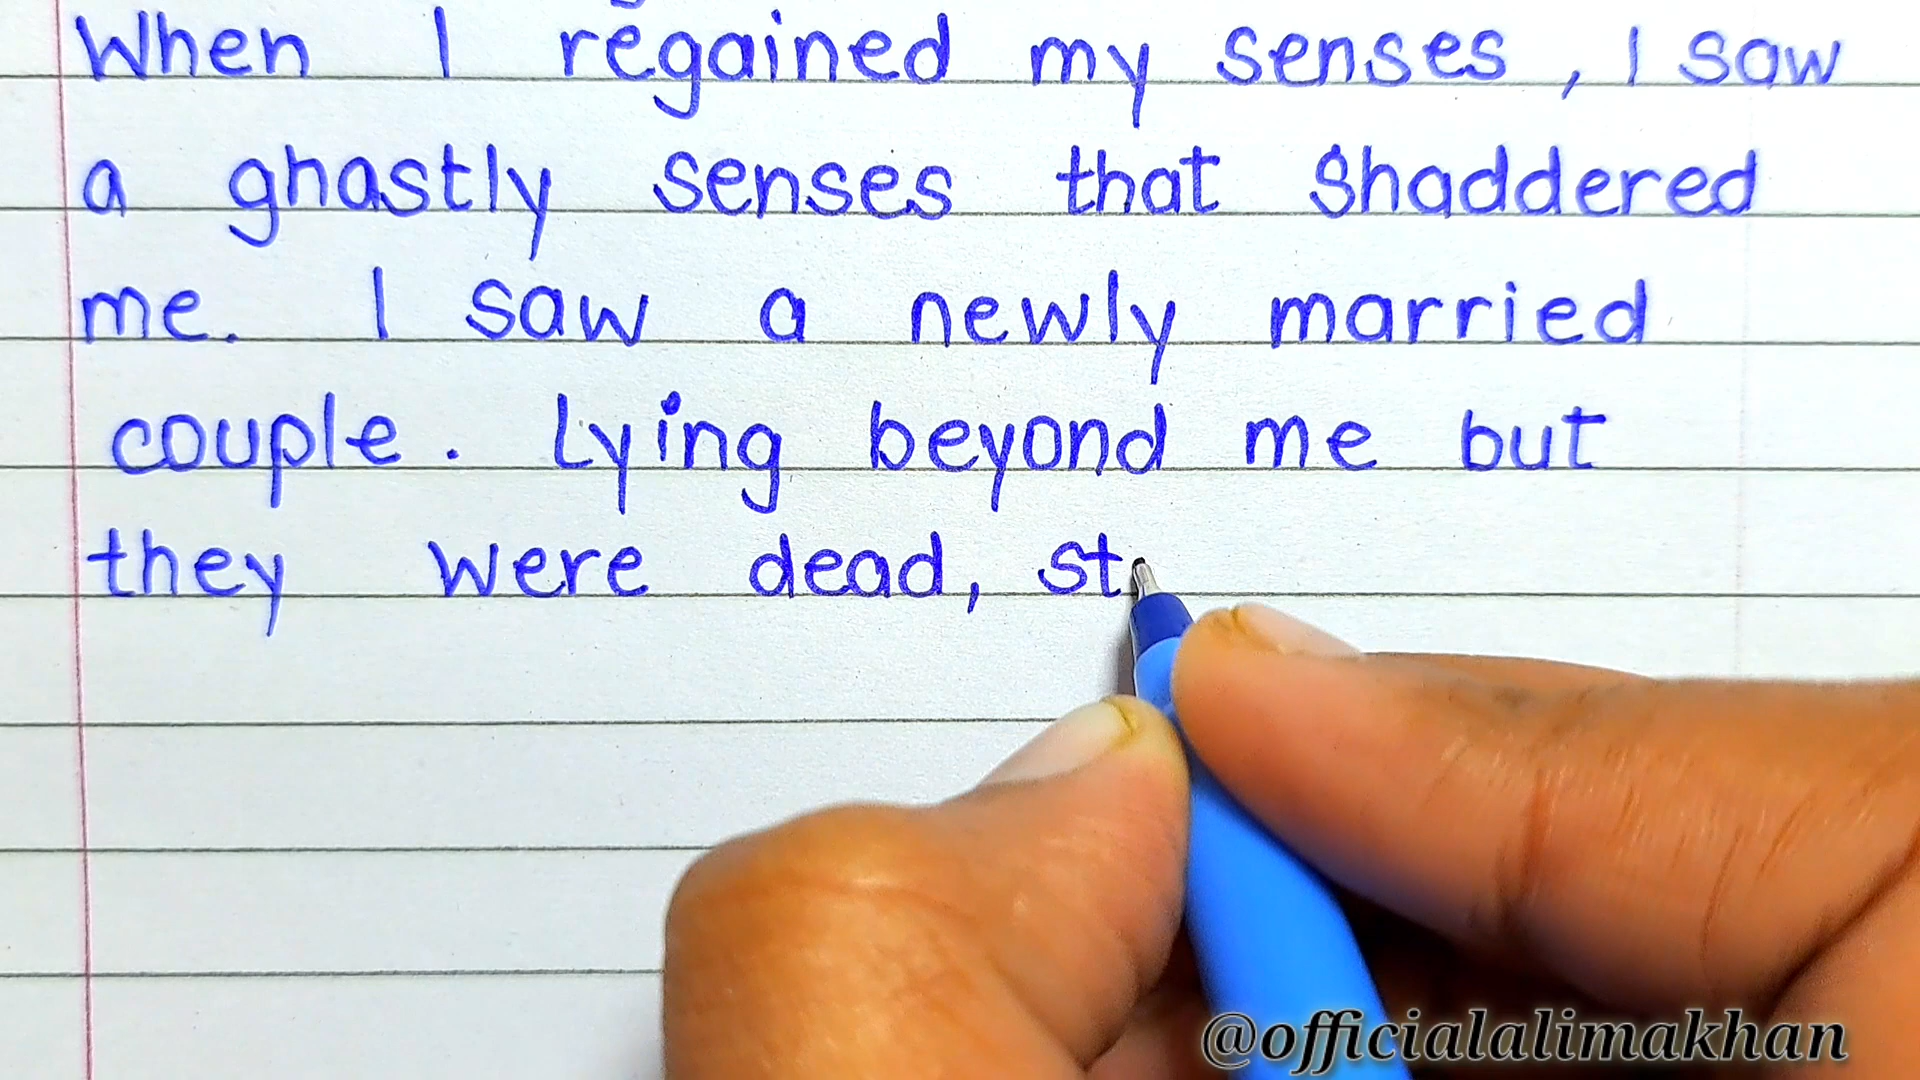 When I regained my senses, I saw
a ghastly senses that shaddered
me. I saw a newly married
couple. Lying beyond me but
they were dead, st
@officialalimakhan